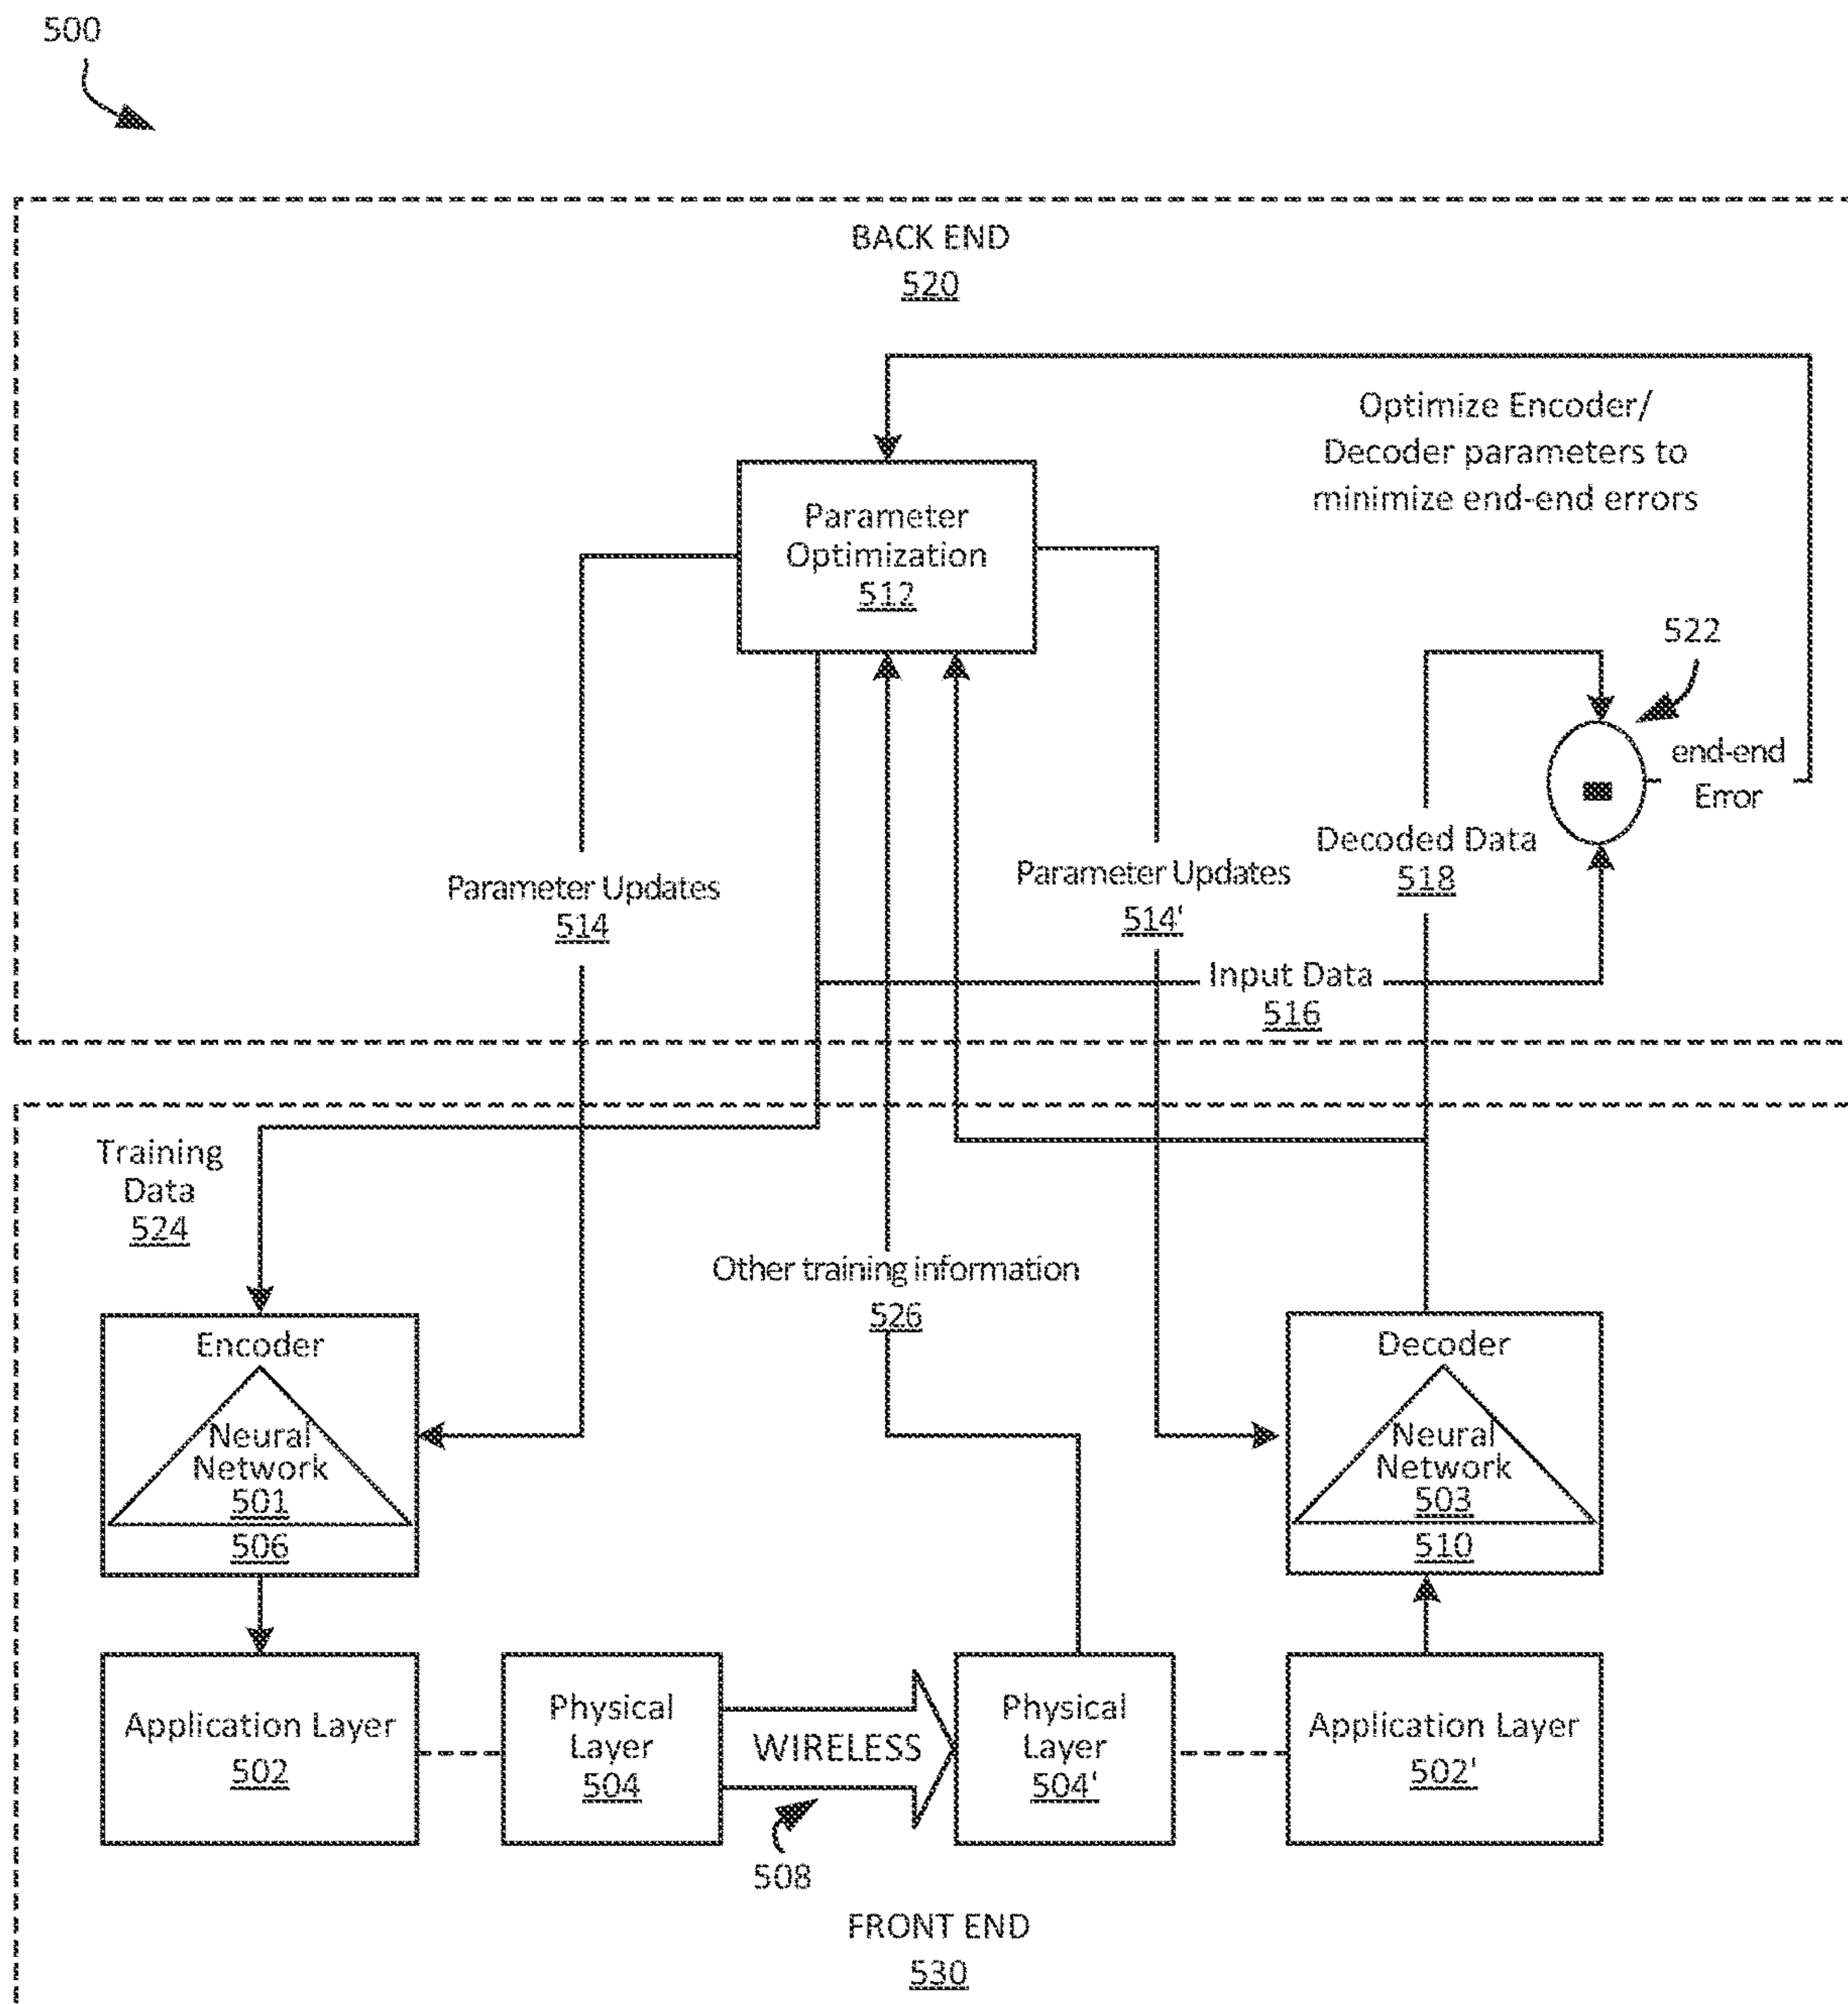 500
BACK END
520
Optimize Encoder/
Decoder parameters to
minimize end-end errors
Parameter
Optimization
512
522
end-end
Error
Decoded Data
518
Parameter Updates
514
Parameter Updates
514'
Input Data
516
Training
Data
524
Other training information
526
Encoder
Neural
Network
501
506
Decoder
Neural
Network
503
510
Application Layer
502
Physical
Layer
504
WIRELESS
508
Physical
Layer
504'
Application Layer
502'
FRONT END
530